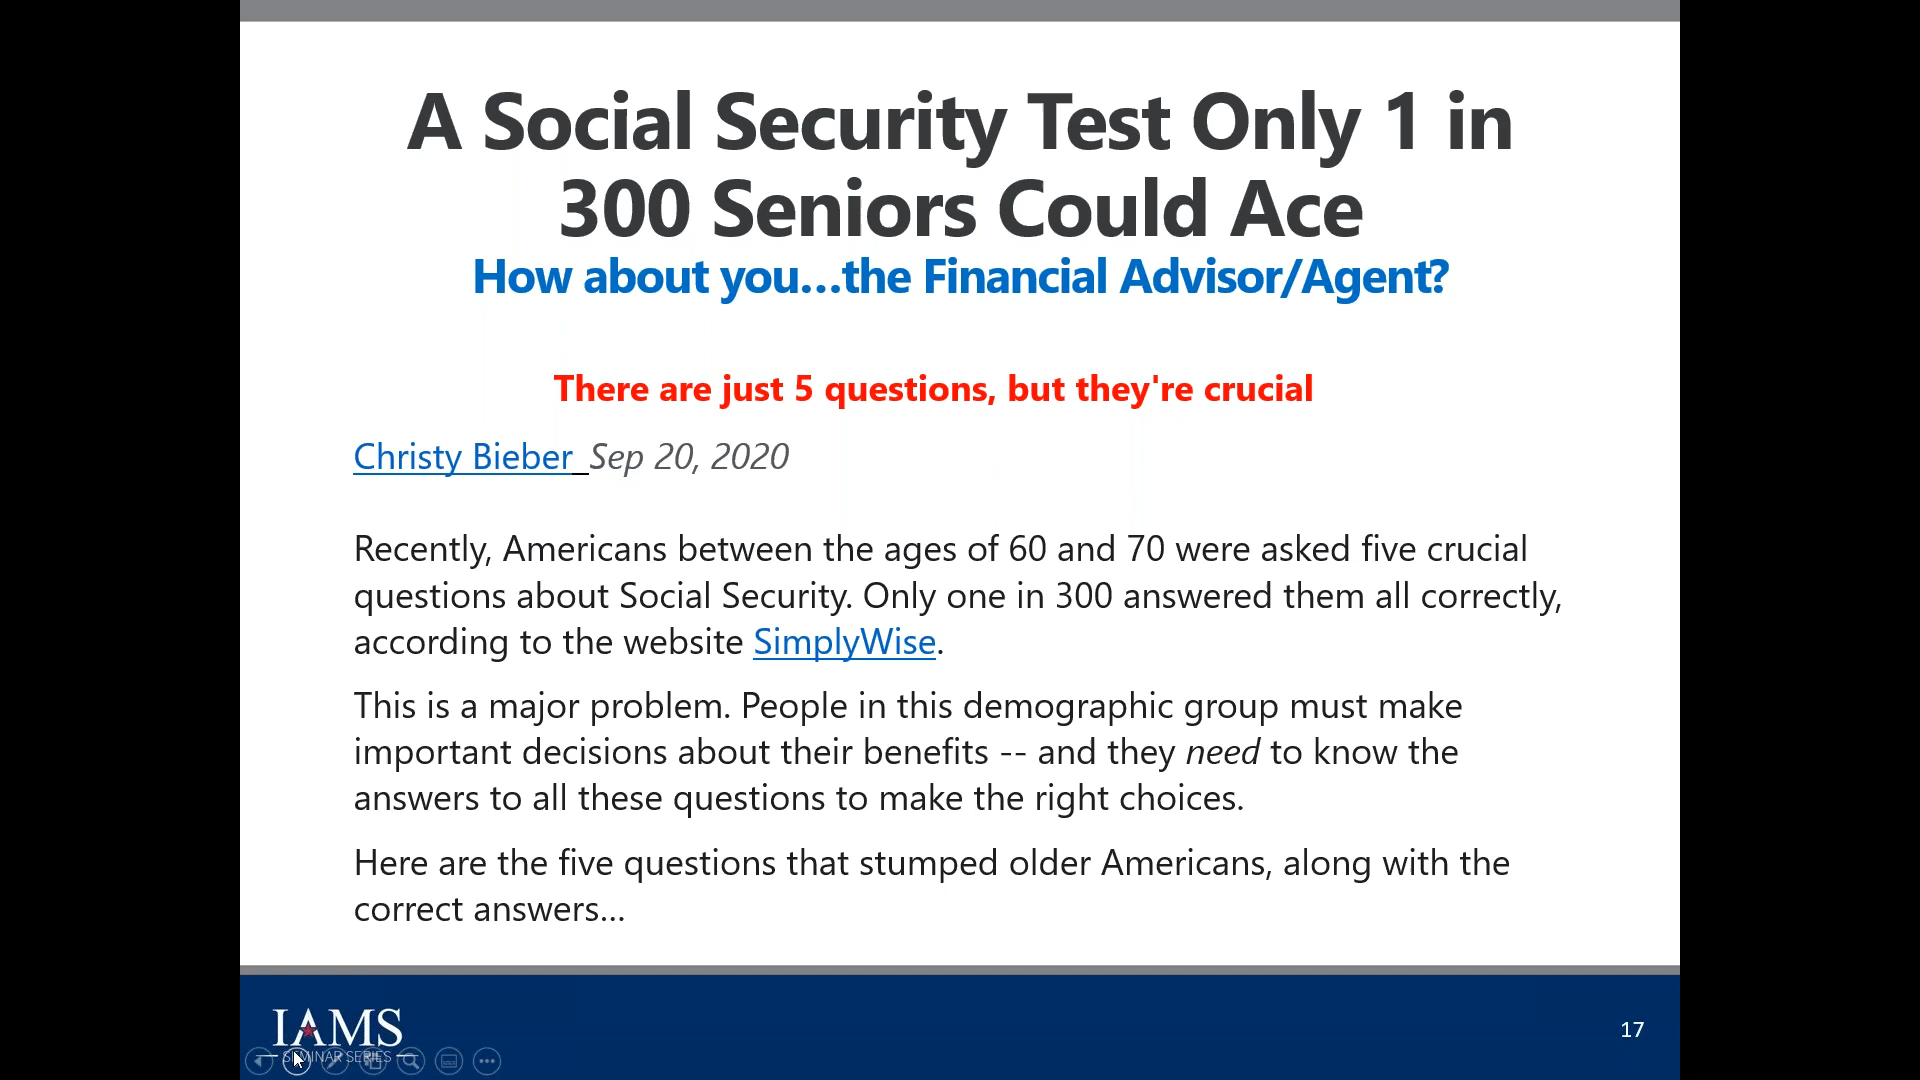 A Social Security Test Only 1 in
300 Seniors Could Ace
How about you...the Financial Advisor/Agent?
There are just 5 questions, but they're crucial
Christy Bieber Sep 20, 2020
Recently, Americans between the ages of 60 and 70 were asked five crucial
questions about Social Security. Only one in 300 answered them all correctly,
according to the website SimplyWise.
This is a major problem. People in this demographic group must make
important decisions about their benefits -- and they need to know the
answers to all these questions to make the right choices.
Here are the five questions that stumped older Americans, along with the
correct answers...
IAMS
SEMINAR SERIES
17